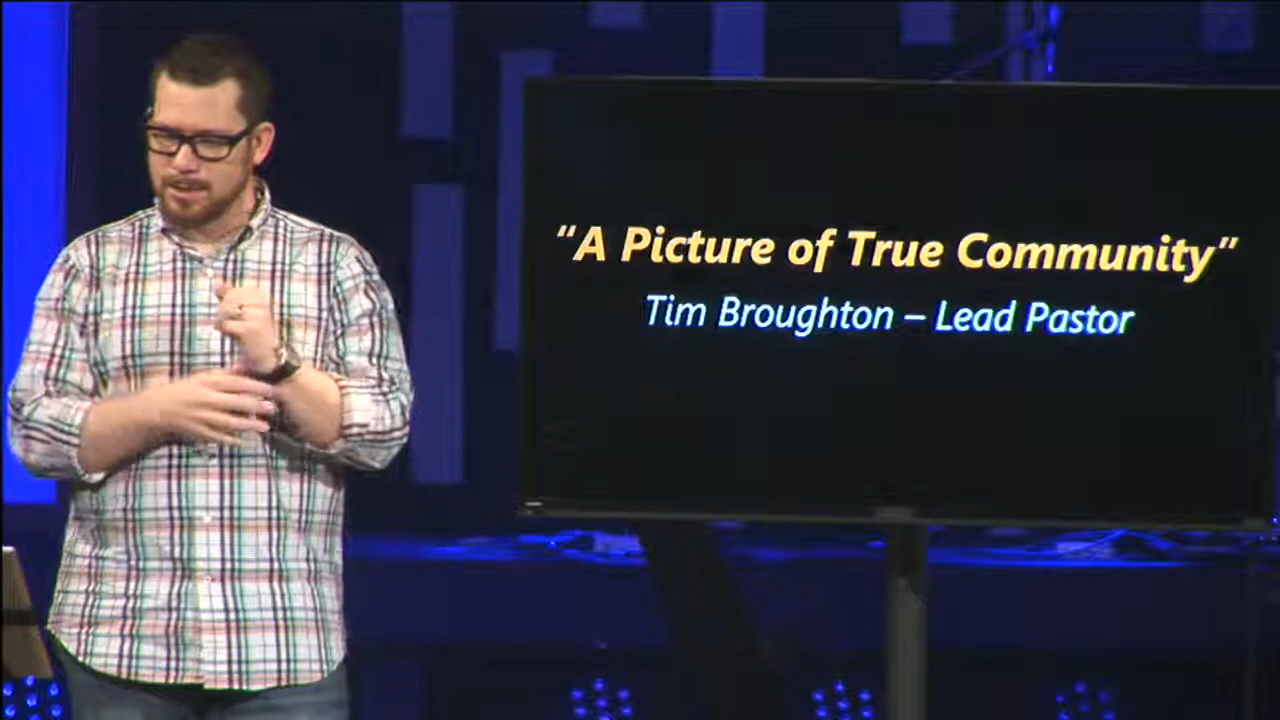 “A Picture of True Community”
Tim Broughton – Lead Pastor